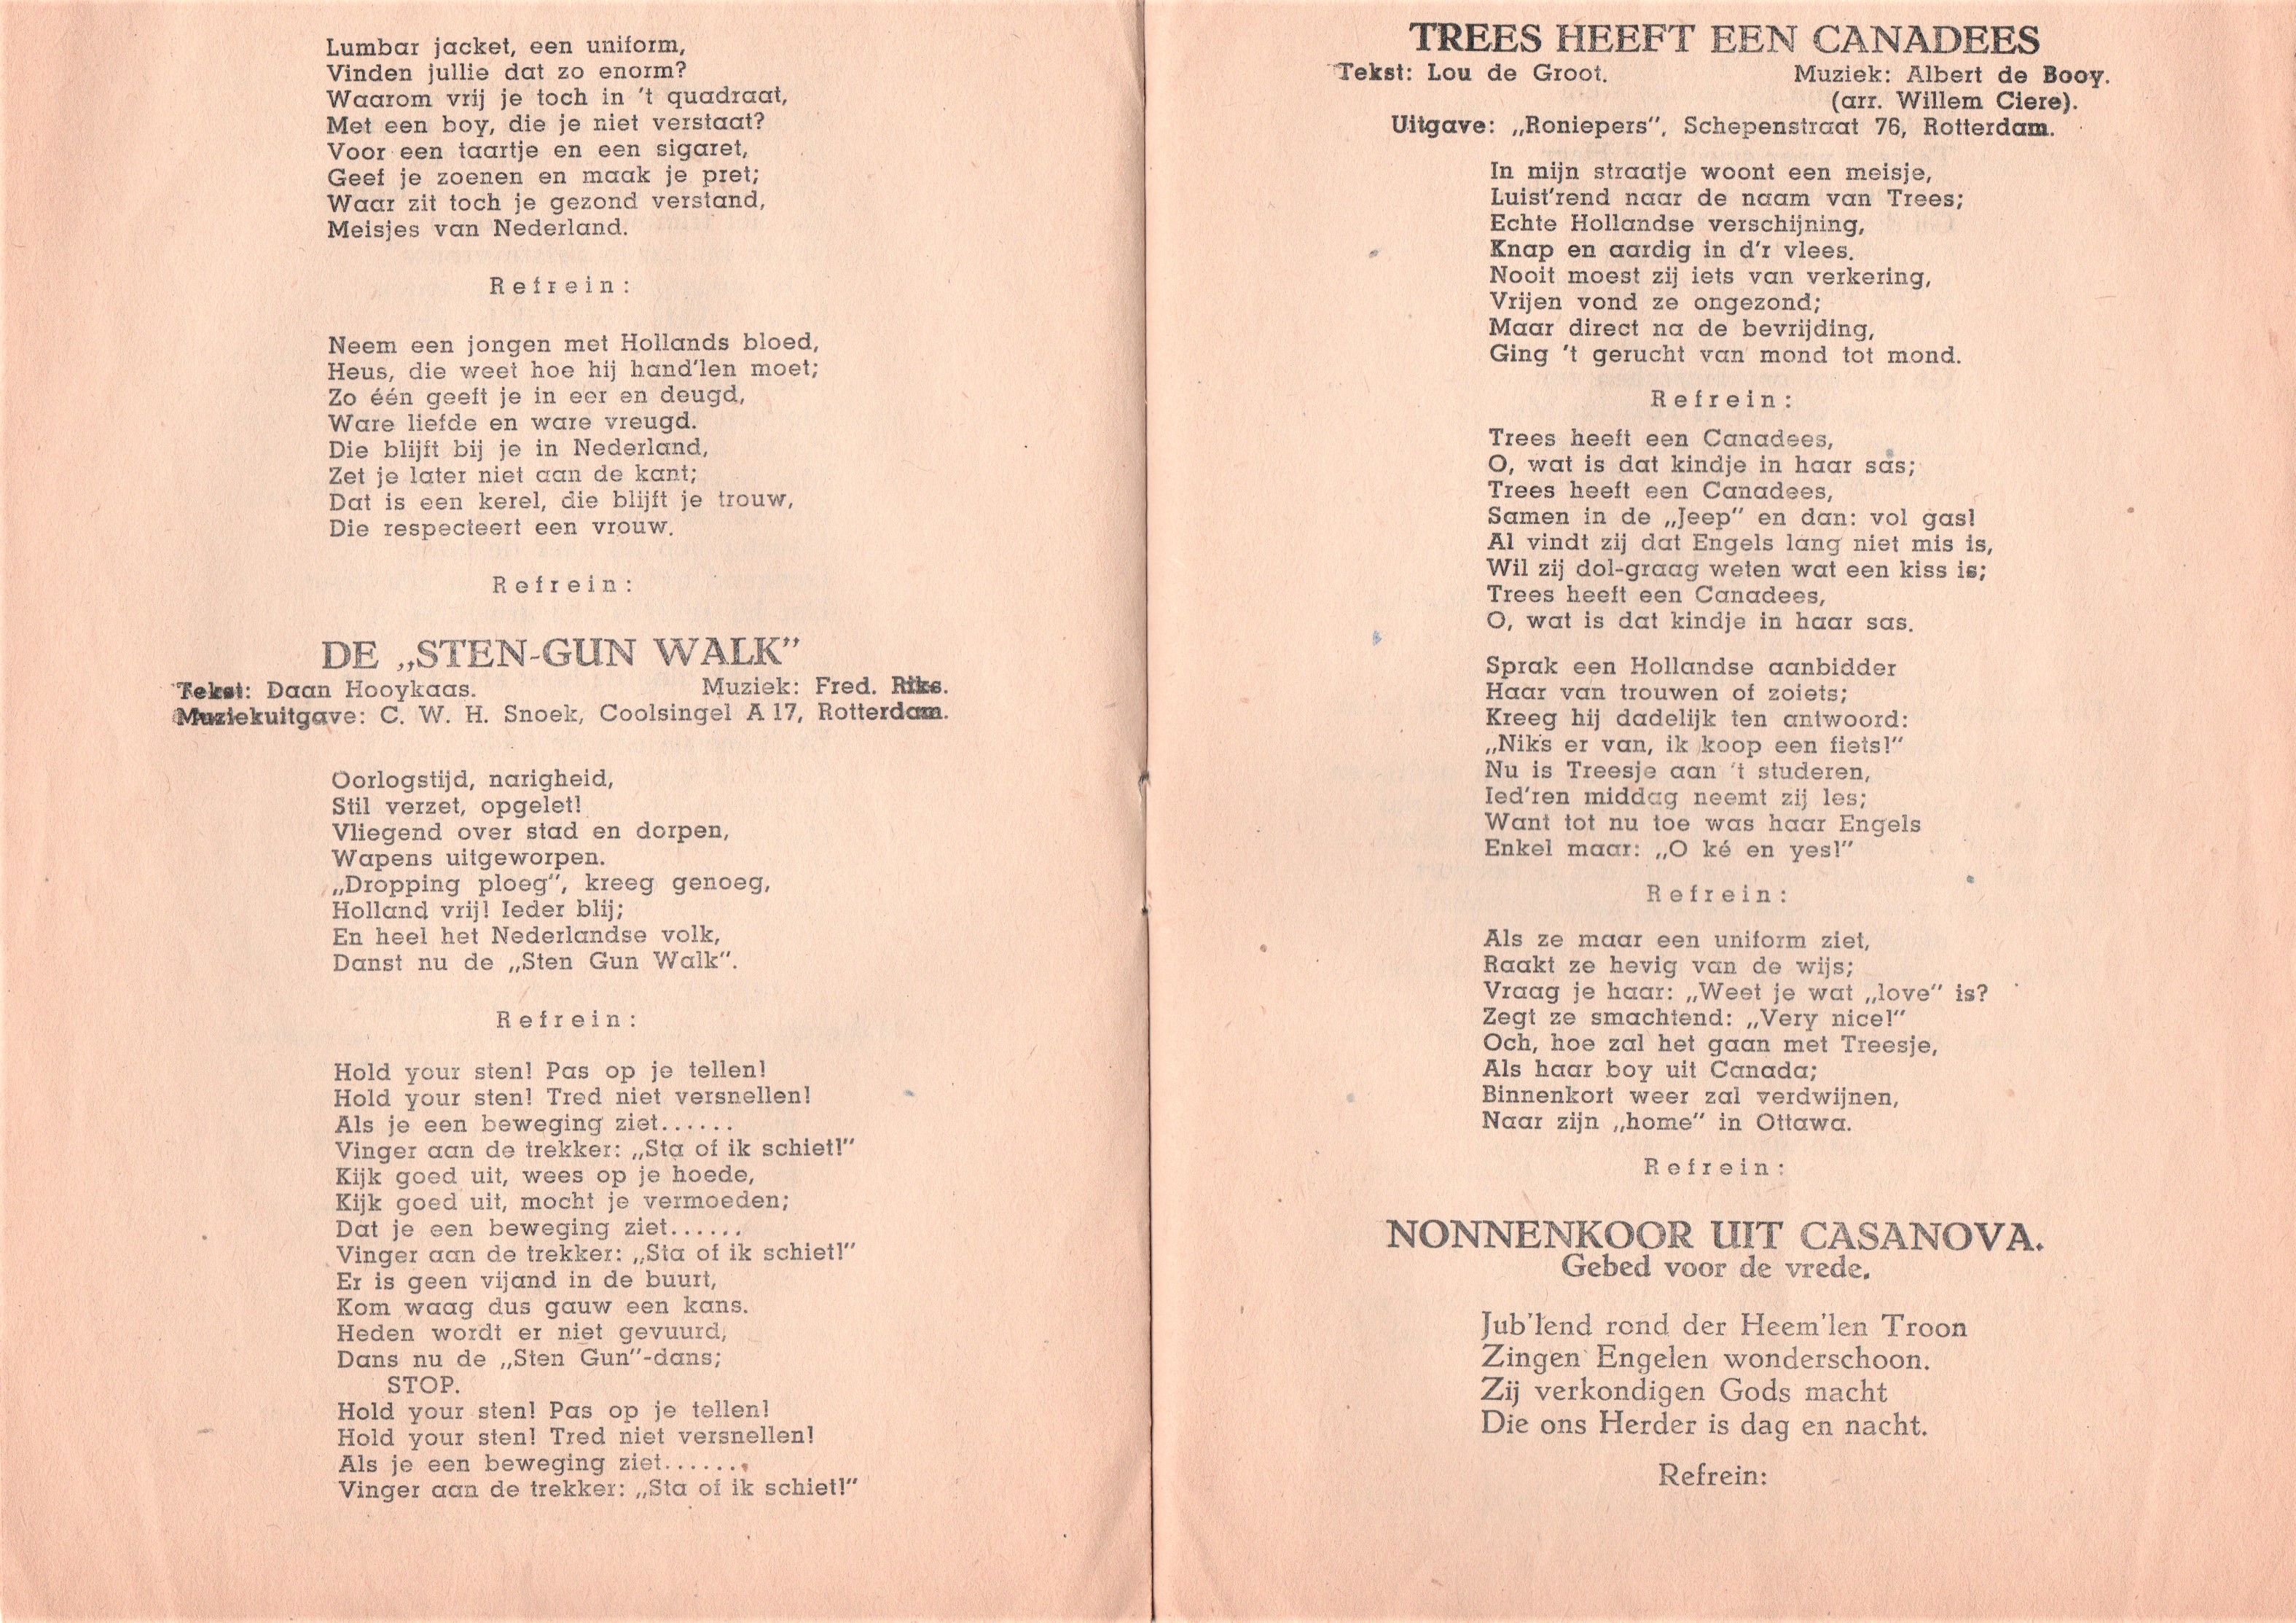 Lumbar jacket, een uniform,
Vinden jullie dat zo enorm?
Waarom vrij je toch in 't quadraat,
Met een boy, die je niet verstaat?
Voor een taartje en een sigaret,
Geef je zoenen en maak je pret;
Waar zit toch je gezond verstand,
Meisjes van Nederland.
Refrein:
Neem een jongen met Hollands bloed,
Heus, die weet hoe hij hand'len moet;
Zo één geeft je in eer en deugd,
Ware liefde en ware vreugd.
Die blijft bij je in Nederland,
Zet je later niet aan de kant;
Dat is een kerel, die blijft je trouw,
Die respecteert een vrouw.
Refrein:
DE „STEN-GUN WALK”
Tekst: Daan Hooykaas. Muziek: Fred. Riks.
Muziekuitgave: C. W. H. Snoek, Coolsingel A 17, Rotterdam.
Oorlogstijd, narigheid,
Stil verzet, opgelet!
Vliegend over stad en dorpen,
Wapens uitgeworpen.
„Dropping ploeg”, kreeg genoeg,
Holland vrij! Ieder blij;
En heel het Nederlandse volk,
Danst nu de „Sten Gun Walk”.
Refrein:
Hold your sten! Pas op je tellen!
Hold your sten! Tred niet versnellen!
Als je een beweging ziet......
Vinger aan de trekker: „Sta of ik schiet!”
Kijk goed uit, wees op je hoede,
Kijk goed uit, mocht je vermoeden;
Dat je een beweging ziet......
Vinger aan de trekker: „Sta of ik schiet!”
Er is geen vijand in de buurt,
Kom waag dus gauw een kans.
Heden wordt er niet gevuurd,
Dans nu de „Sten Gun”-dans;
STOP.
Hold your sten! Pas op je tellen!
Hold your sten! Tred niet versnellen!
Als je een beweging ziet.......
Vinger aan de trekker: „Sta of ik schiet!”
TREES HEEFT EEN CANADEES
Tekst: Lou de Groot. Muziek: Albert de Booy.
(arr. Willem Ciere).
Uitgave: „Roniepers”, Schepenstraat 76, Rotterdam.
In mijn straatje woont een meisje,
Luist'rend naar de naam van Trees;
Echte Hollandse verschijning,
Knap en aardig in d'r vlees.
Nooit moest zij iets van verkering,
Vrijen vond ze ongezond;
Maar direct na de bevrijding,
Ging 't gerucht van mond tot mond.
Refrein:
Trees heeft een Canadees,
O, wat is dat kindje in haar sas;
Trees heeft een Canadees,
Samen in de „Jeep” en dan: vol gas!
Al vindt zij dat Engels lang niet mis is,
Wil zij dol-graag weten wat een kiss is;
Trees heeft een Canadees,
O, wat is dat kindje in haar sas.
Sprak een Hollandse aanbidder
Haar van trouwen of zoiets;
Kreeg hij dadelijk ten antwoord:
„Niks er van, ik koop een fiets!”
Nu is Treesje aan 't studeren,
Ied'ren middag neemt zij les;
Want tot nu toe was haar Engels
Enkel maar: „O ké en yes!”
Refrein:
Als ze maar een uniform ziet,
Raakt ze hevig van de wijs;
Vraag je haar: „Weet je wat „love” is?
Zegt ze smachtend: „Very nice!”
Och, hoe zal het gaan met Treesje,
Als haar boy uit Canada;
Binnenkort weer zal verdwijnen,
Naar zijn „home” in Ottawa.
Refrein:
NONNENKOOR UIT CASANOVA.
Gebed voor de vrede.
Jub'lend rond der Heem'len Troon
Zingen Engelen wonderschoon.
Zij verkondigen Gods macht
Die ons Herder is dag en nacht.
Refrein: